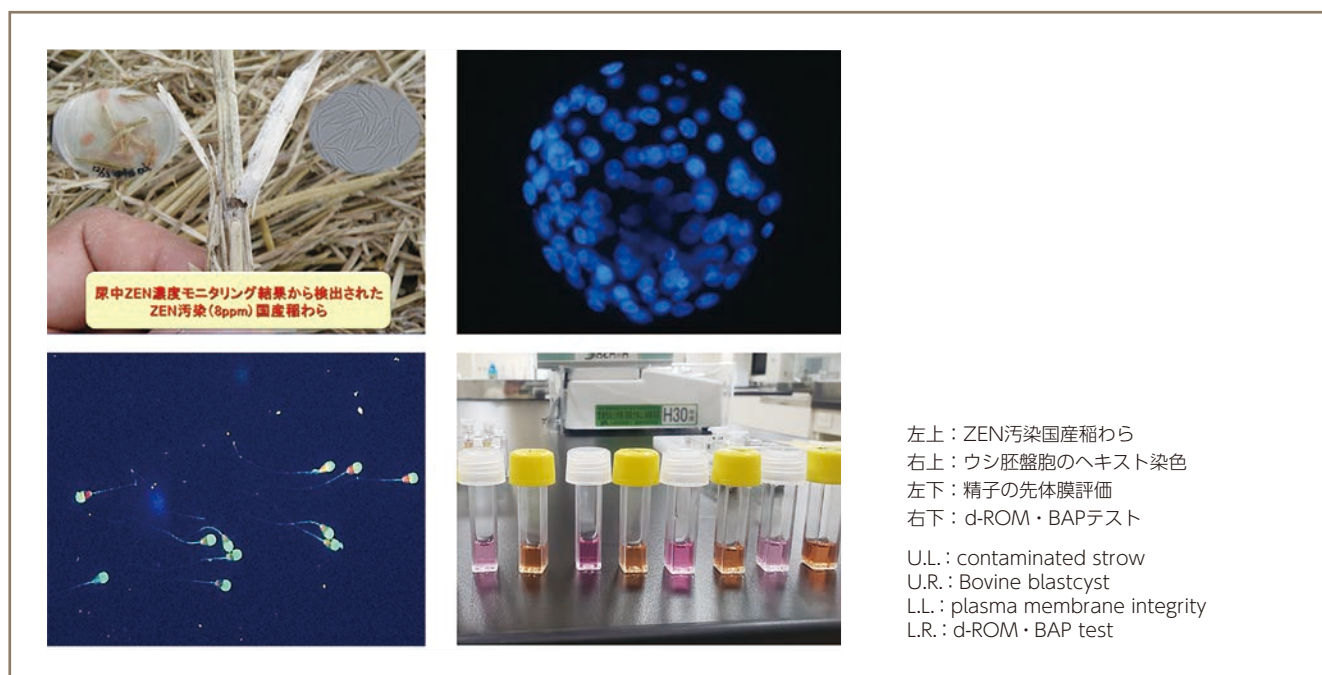 尿中ZEN濃度モニタリング結果から検出された
ZEN汚染(8ppm)国産稲わら
H30
左上：ZEN汚染国産稲わら
右上：ウシ胚盤胞のヘキスト染色
左下：精子の先体膜評価
右下：d-ROM・BAPテスト
U.L.：contaminated strow
U.R.：Bovine blastcyst
L.L.：plasma membrane integrity
L.R.：d-ROM・BAP test